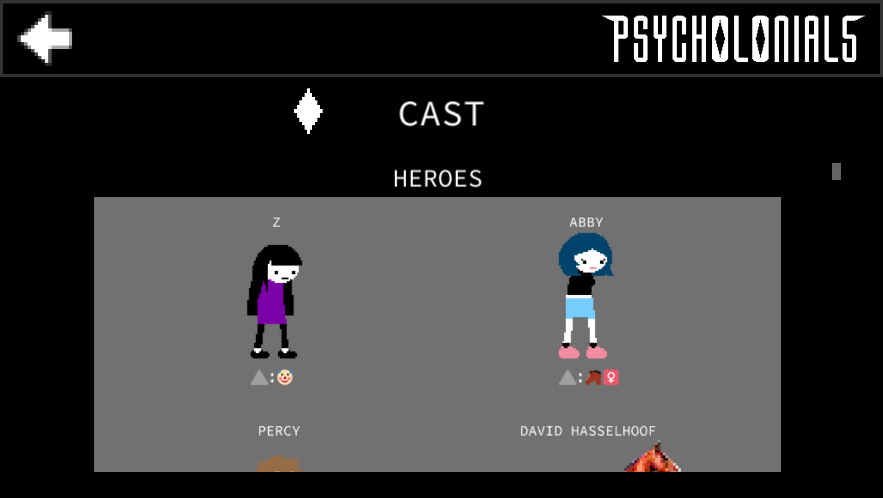 PSYCHOLONIALS
CAST
HEROES
Z
ABBY
:
:
PERCY
DAVID HASSELHOOF